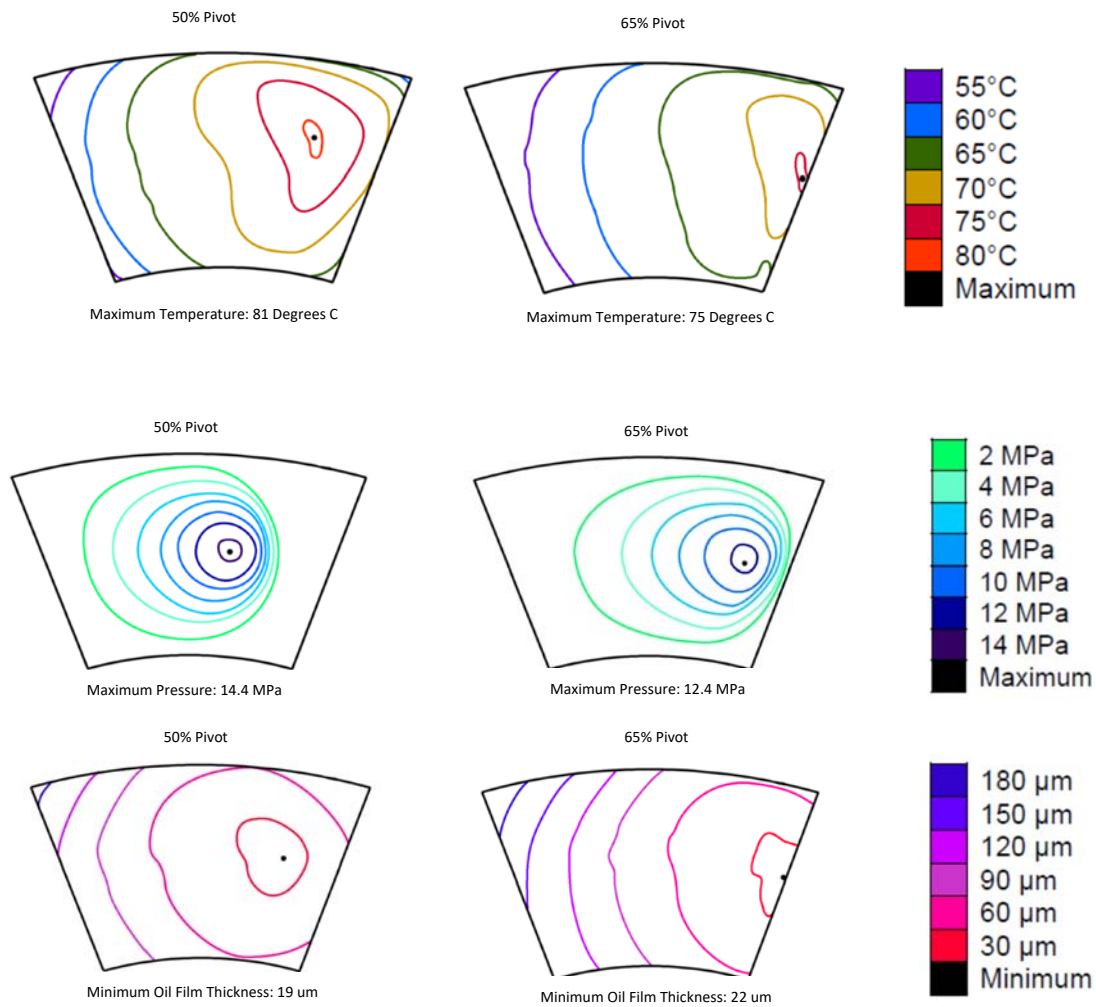 50% Pivot
65% Pivot
55°C
60°C
65°C
70°C
75°C
80°C
Maximum
Maximum Temperature: 81 Degrees C
Maximum Temperature: 75 Degrees C
50% Pivot
65% Pivot
2 MPa
4 MPa
6 MPa
8 MPa
10 MPa
12 MPa
14 MPa
Maximum
Maximum Pressure: 14.4 MPa
Maximum Pressure: 12.4 MPa
50% Pivot
65% Pivot
180 µm
150 µm
120 µm
90 µm
60 µm
30 µm
Minimum
Minimum Oil Film Thickness: 19 um
Minimum Oil Film Thickness: 22 um